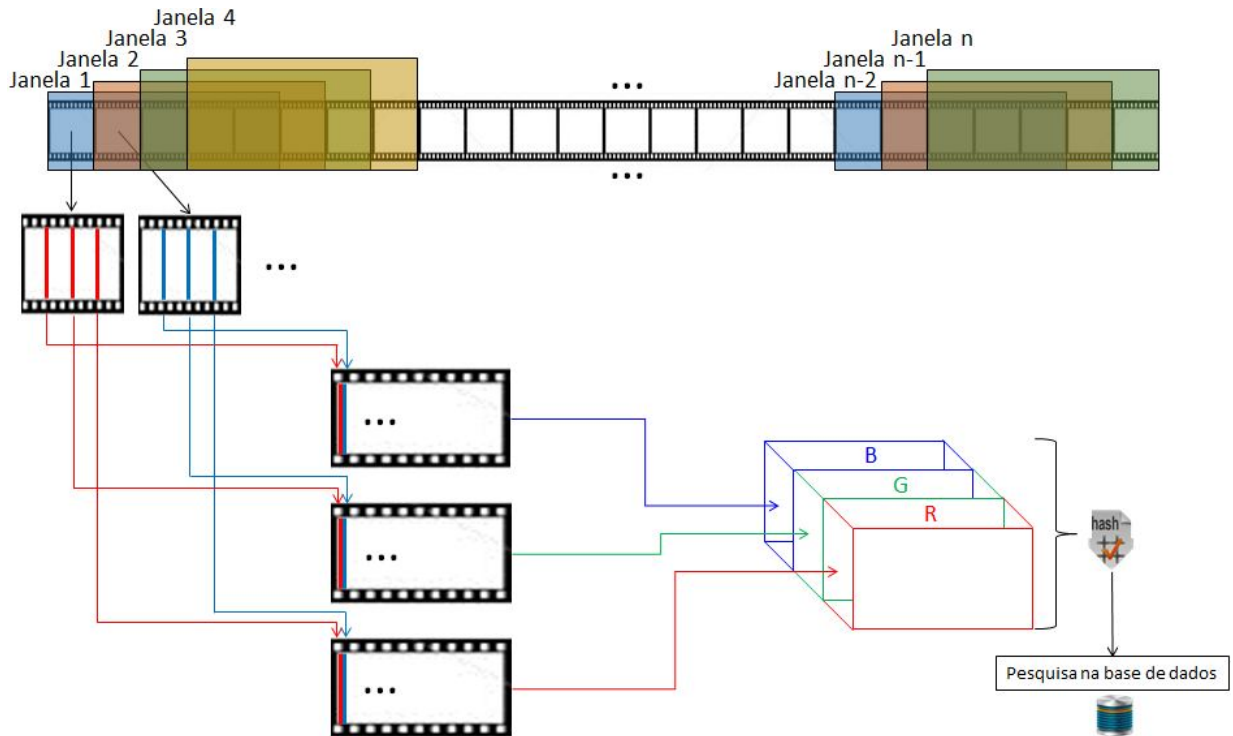 Janela 4
Janela 3
Janela 2
Janela 1
...
Janela n
Janela n-1
Janela n-2
...
...
...
...
...
B
G
R
hash
Pesquisa na base de dados